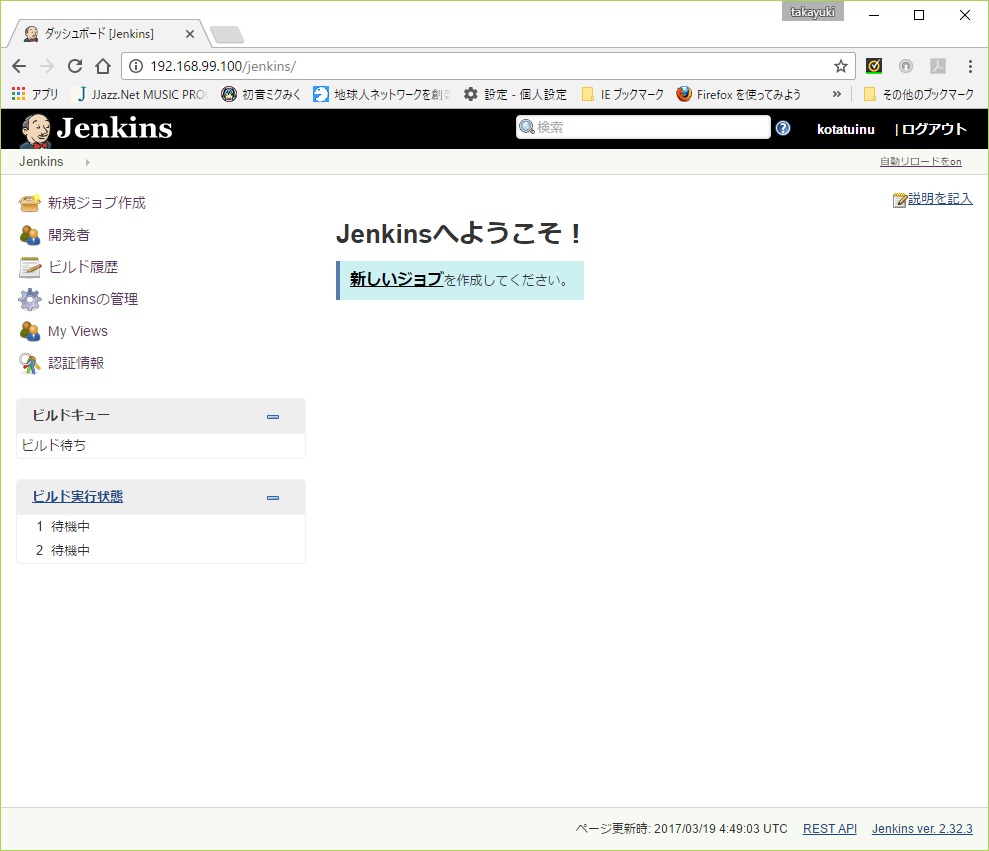 takayuki
ダッシュボード [Jenkins]
192.168.99.100/jenkins/
アプリ JJazz.Net MUSIC PRO 初音ミクみく 地球人ネットワークを創る 設定 - 個人設定 IE ブックマーク Firefox を使ってみよう » その他のブックマーク
Jenkins 検索 kotatuinu | ログアウト
Jenkins 自動リロードをon
説明を記入
新規ジョブ作成
開発者
ビルド履歴
Jenkinsの管理
My Views
認証情報
Jenkinsへようこそ！
新しいジョブを作成してください。
ビルドキュー
ビルド待ち
ビルド実行状態
1 待機中
2 待機中
ページ更新時: 2017/03/19 4:49:03 UTC REST API Jenkins ver. 2.32.3